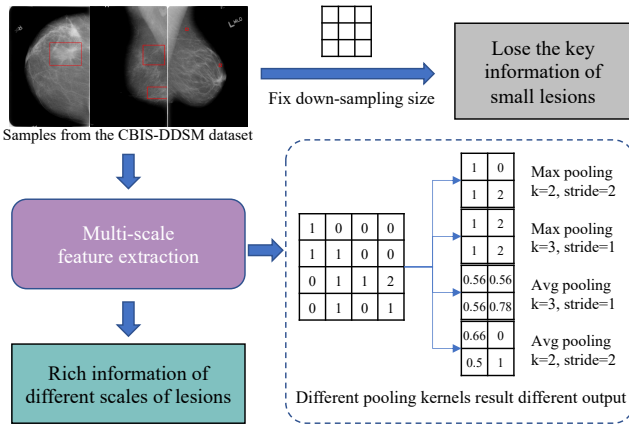 Samples from the CBIS-DDSM dataset
Fix down-sampling size
Lose the key
information of
small lesions
Multi-scale
feature extraction
Rich information of
different scales of lesions
1 0 0 0
1 1 0 0
0 1 1 2
0 1 0 1
1 0
1 2
Max pooling
k=2, stride=2
1 2
1 2
Max pooling
k=3, stride=1
0.56 0.56
0.56 0.78
Avg pooling
k=3, stride=1
0.66 0
0.5 1
Avg pooling
k=2, stride=2
Different pooling kernels result different output